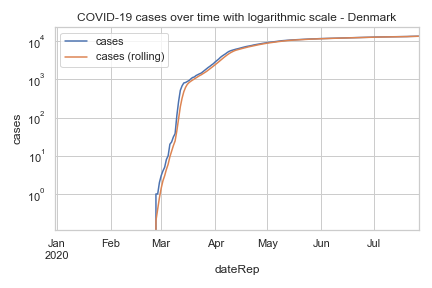 COVID-19 cases over time with logarithmic scale - Denmark
cases
cases (rolling)
cases
10⁴
10³
10²
10¹
10⁰
Jan Feb Mar Apr May Jun Jul
2020
dateRep